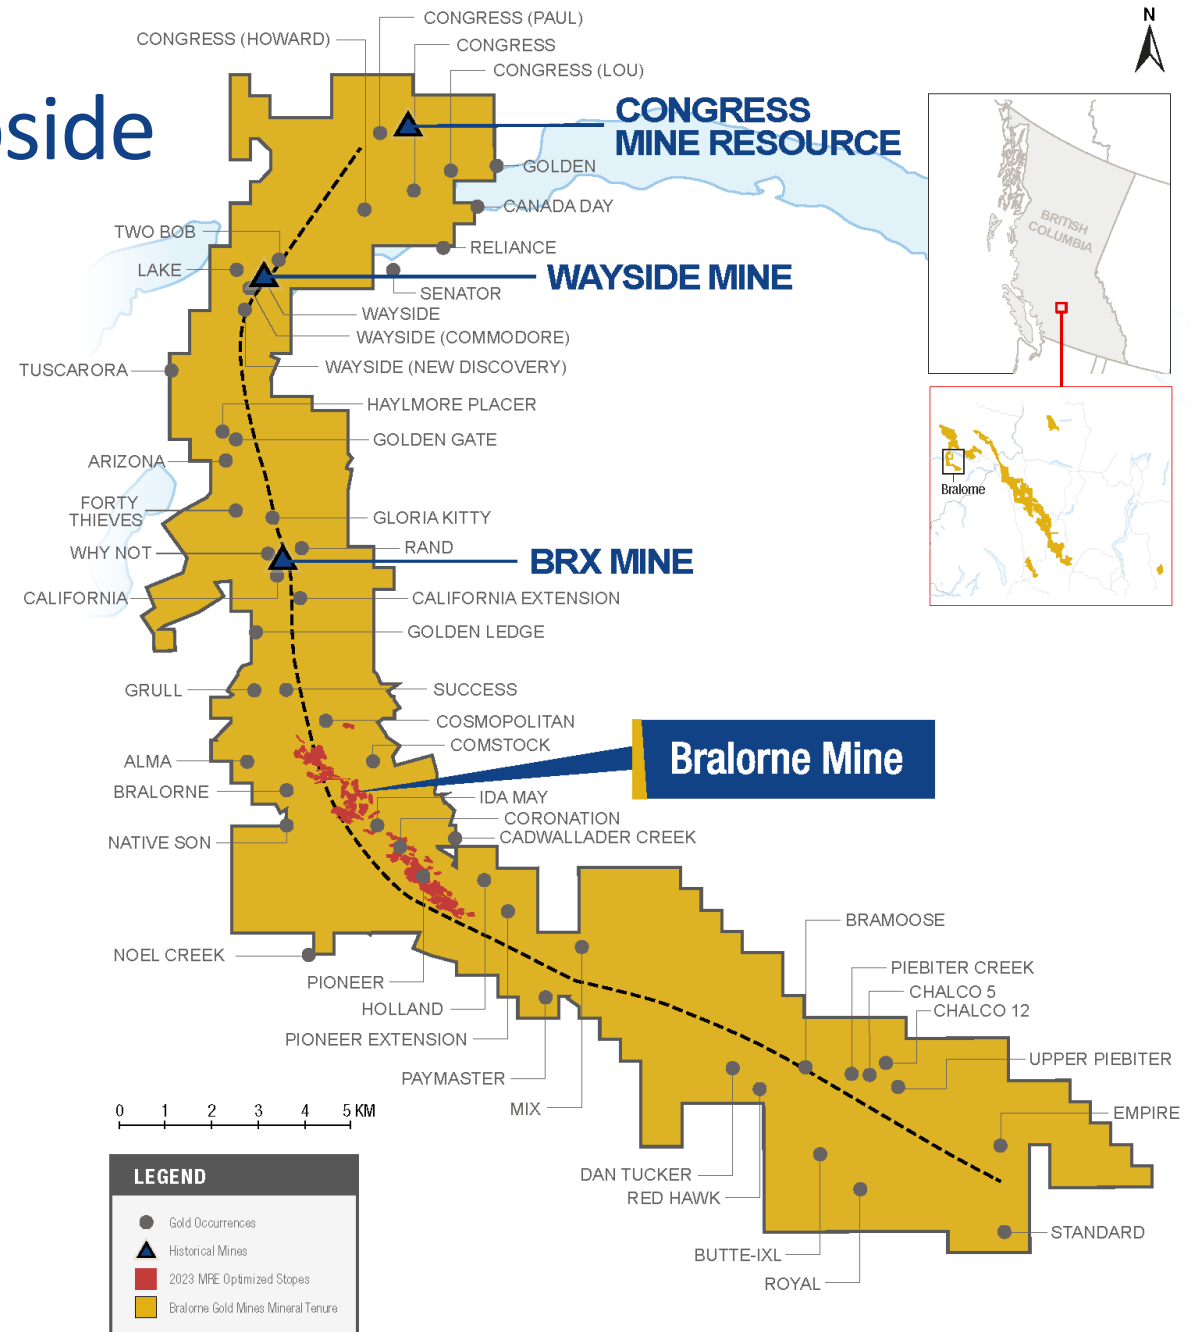 CONGRESS (PAUL)
N
CONGRESS (HOWARD)
CONGRESS
CONGRESS (LOU)
CONGRESS
MINE RESOURCE
GOLDEN
CANADA DAY
BRITISH
COLUMBIA
TWO BOB
RELIANCE
LAKE
WAYSIDE MINE
SENATOR
WAYSIDE
WAYSIDE (COMMODORE)
TUSCARORA
WAYSIDE (NEW DISCOVERY)
HAYLMORE PLACER
GOLDEN GATE
ARIZONA
Bralorne
FORTY
THIEVES
GLORIA KITTY
WHY NOT
RAND
BRX MINE
CALIFORNIA
CALIFORNIA EXTENSION
GOLDEN LEDGE
GRULL
SUCCESS
COSMOPOLITAN
COMSTOCK
ALMA
Bralorne Mine
BRALORNE
IDA MAY
CORONATION
CADWALLADER CREEK
NATIVE SON
BRAMOOSE
NOEL CREEK
PIONEER
PIEBITER CREEK
CHALCO 5
HOLLAND
CHALCO 12
PIONEER EXTENSION
UPPER PIEBITER
PAYMASTER
MIX
0 1 2 3 4 5 KM
EMPIRE
DAN TUCKER
RED HAWK
STANDARD
BUTTE-IXL
ROYAL
LEGEND
Gold Occurrences
Historical Mines
2023 MRE Optimized Stopes
Bralorne Gold Mines Mineral Tenure